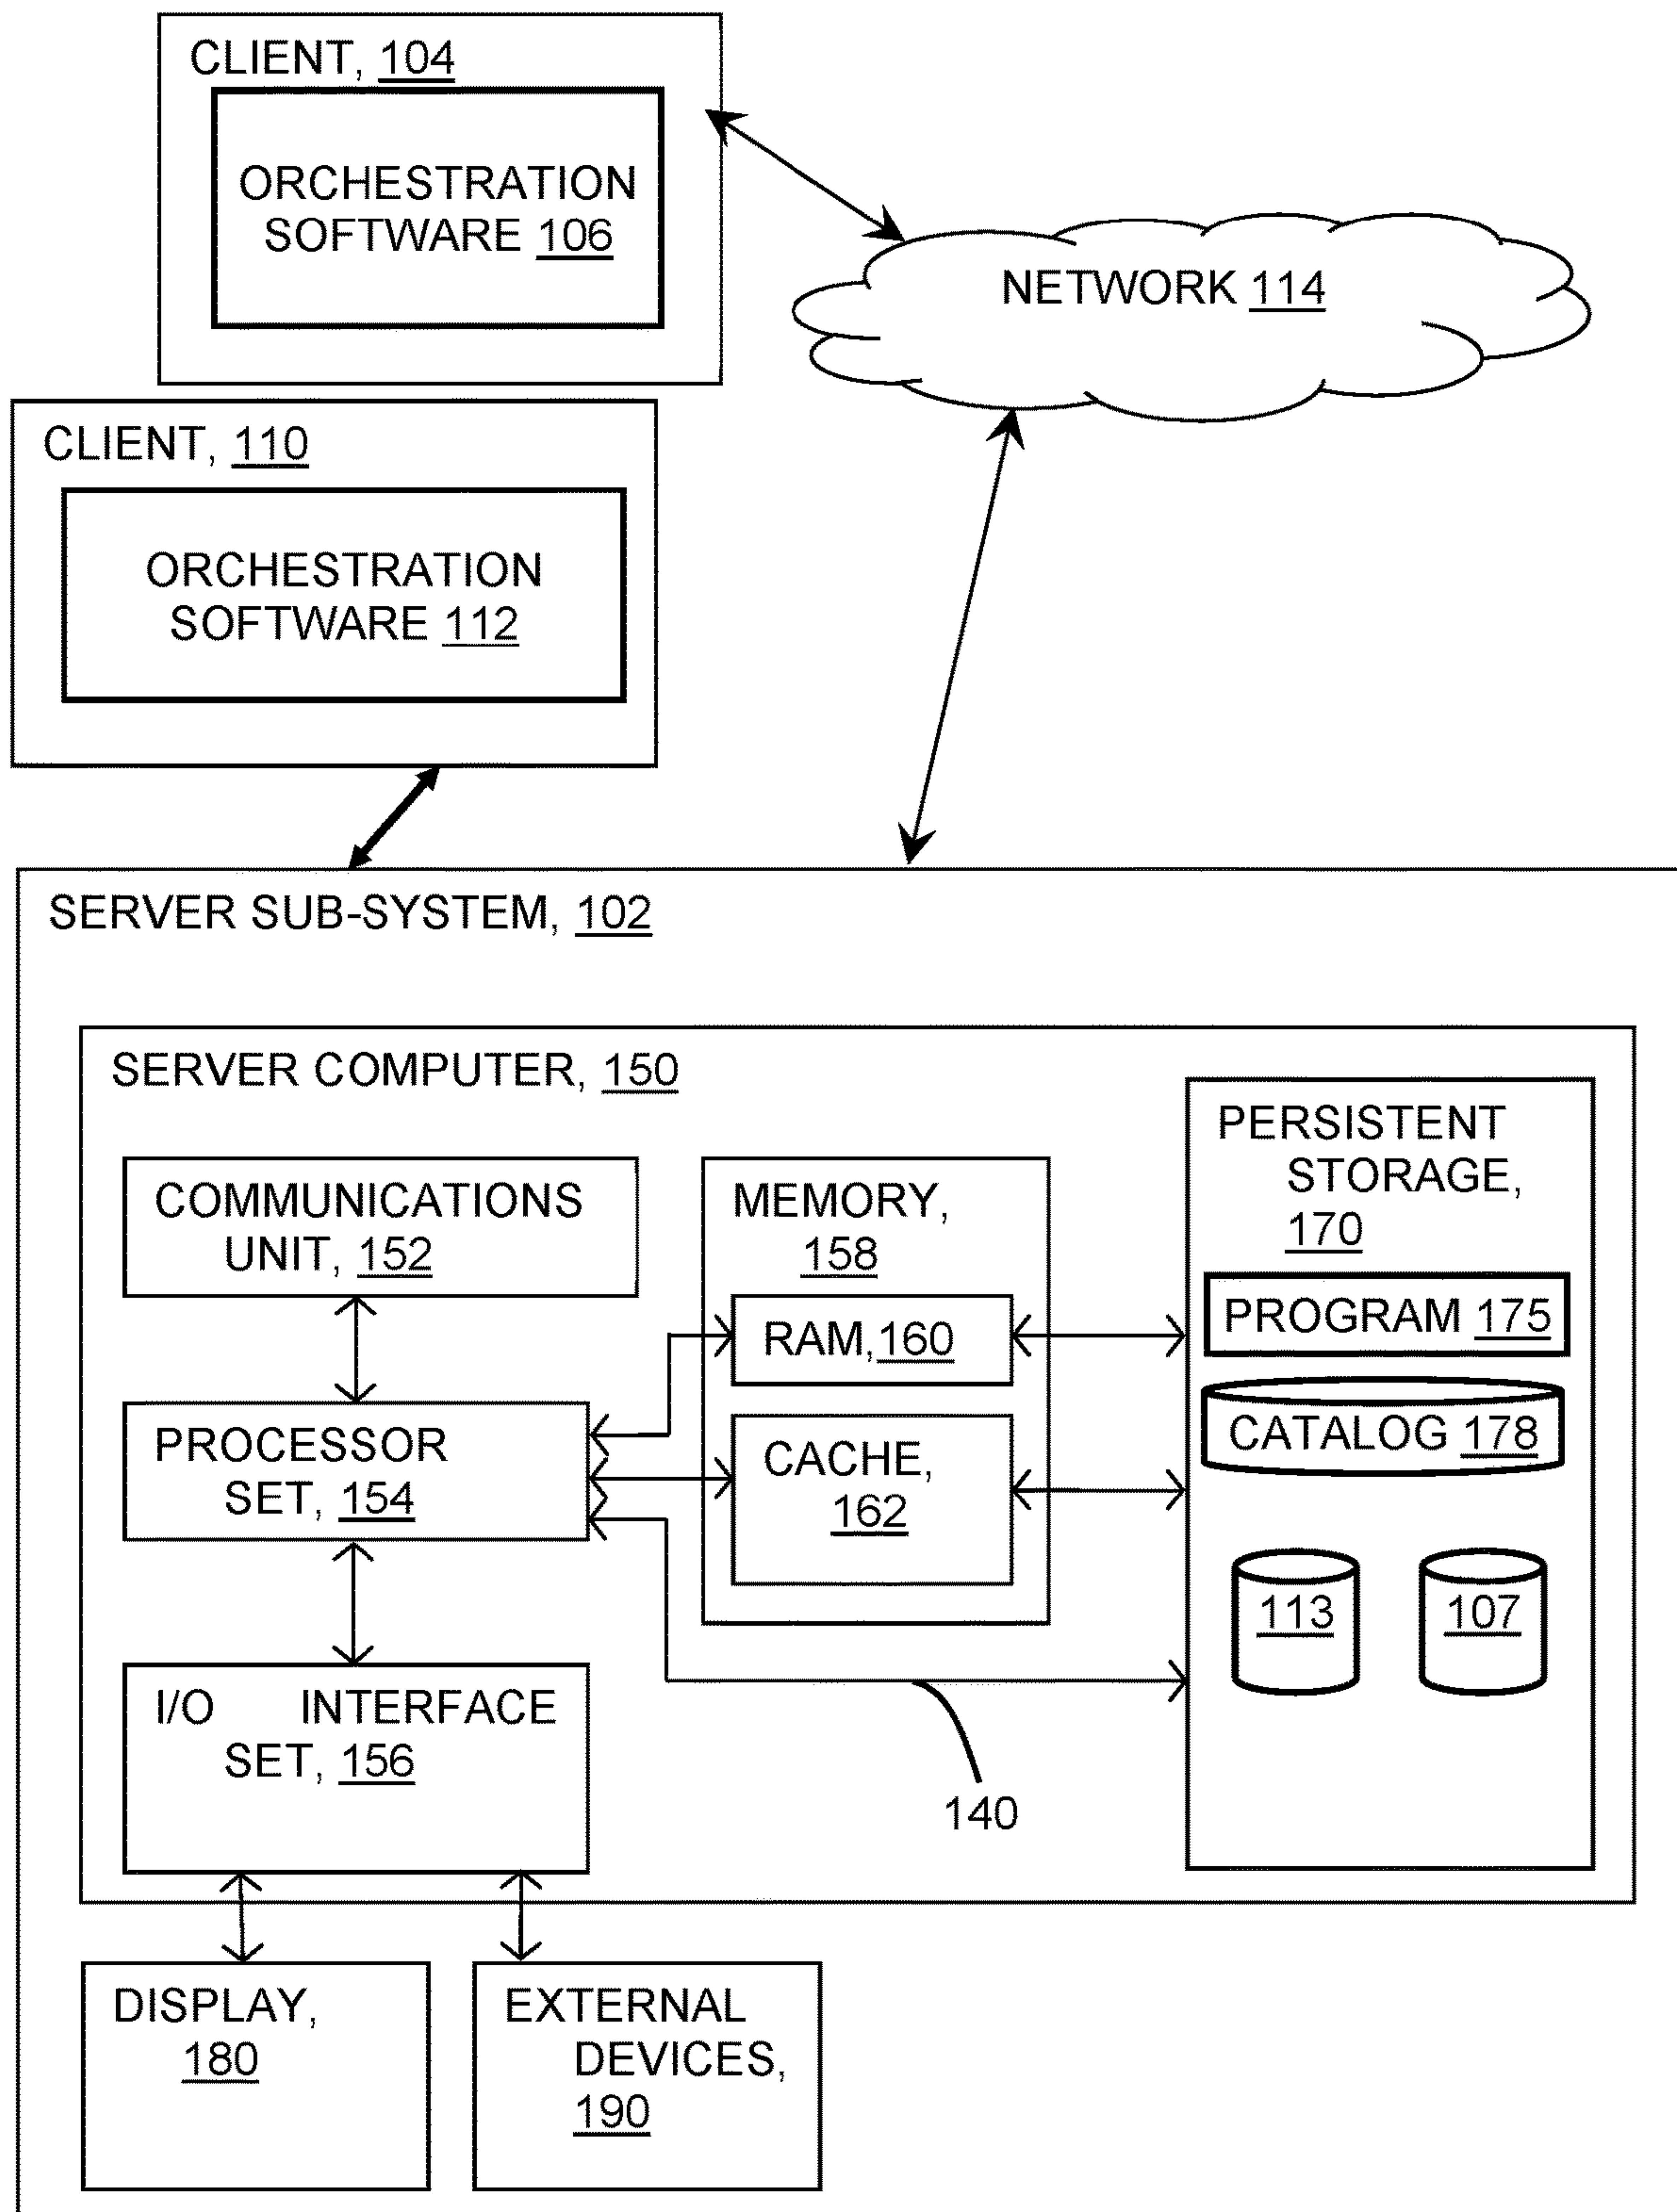 CLIENT, 104
ORCHESTRATION
SOFTWARE 106
NETWORK 114
CLIENT, 110
ORCHESTRATION
SOFTWARE 112
SERVER SUB-SYSTEM, 102
SERVER COMPUTER, 150
COMMUNICATIONS
UNIT, 152
PROCESSOR
SET, 154
I/O INTERFACE
SET, 156
MEMORY,
158
RAM, 160
CACHE,
162
PERSISTENT
STORAGE,
170
PROGRAM 175
CATALOG 178
113
107
140
DISPLAY,
180
EXTERNAL
DEVICES,
190